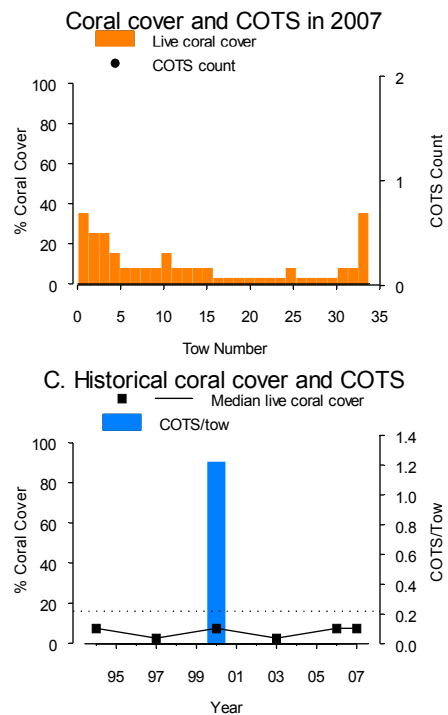 Coral cover and COTS in 2007
Live coral cover
COTS count
100
80
60
40
20
0
% Coral Cover
2
1
0
COTS Count
0 5 10 15 20 25 30 35
Tow Number
C. Historical coral cover and COTS
Median live coral cover
COTS/tow
100
80
60
40
20
0
% Coral Cover
1.4
1.2
1.0
0.8
0.6
0.4
0.2
0.0
COTS/Tow
95 97 99 01 03 05 07
Year